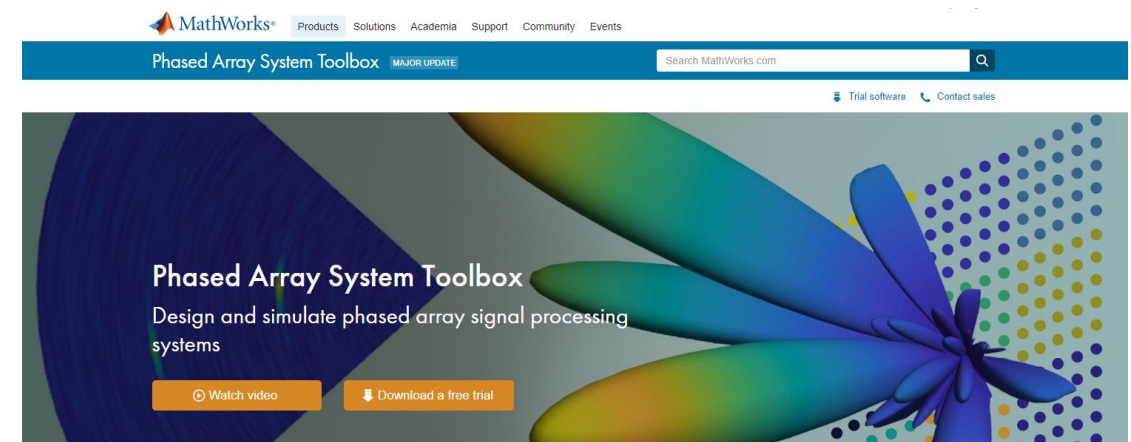 MathWorks®
Products Solutions Academia Support Community Events
Phased Array System Toolbox MAJOR UPDATE
Search MathWorks.com
Trial software Contact sales
Phased Array System Toolbox
Design and simulate phased array signal processing
systems
Watch video Download a free trial